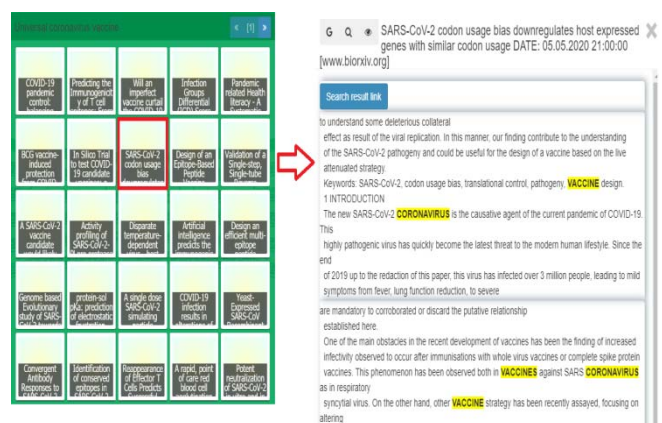 Universal coronavirus vaccine
« [1] »
COVID-19
pandemic
control:
Predicting the
Immunogenicit
y of T cell
Will an
imperfect
vaccine curtail
Infection
Groups
Differential
Pandemic
related Health
literacy - A
BCG vaccine-
induced
protection
In Silico Trial
to test COVID-
19 candidate
SARS-CoV-2
codon usage
bias
Design of an
Epitope-Based
Peptide
Validation of a
Single-step,
Single-tube
A SARS-CoV-2
vaccine
candidate
Activity
profiling of
SARS-CoV-2-
Disparate
temperature-
dependent
Artificial
intelligence
predicts the
Design an
efficient multi-
epitope
Genome based
Evolutionary
study of SARS-
protein-sol
pKa: prediction
of electrostatic
A single dose
SARS-CoV-2
simulating
COVID-19
infection
results in
Yeast-
Expressed
SARS-CoV
Convergent
Antibody
Responses to
Identification
of conserved
epitopes in
Reappearance
of Effector T
Cells Predicts
A rapid, point
of care red
blood cell
Potent
neutralization
of SARS-CoV-2
G SARS-CoV-2 codon usage bias downregulates host expressed
genes with similar codon usage DATE: 05.05.2020 21:00:00
[www.biorxiv.org]
Search result link
to understand some deleterious collateral
effect as result of the viral replication. In this manner, our finding contribute to the understanding
of the SARS-CoV-2 pathogeny and could be useful for the design of a vaccine based on the live
attenuated strategy.
Keywords: SARS-CoV-2, codon usage bias, translational control, pathogeny, VACCINE design.
1 INTRODUCTION
The new SARS-CoV-2 CORONAVIRUS is the causative agent of the current pandemic of COVID-19.
This
highly pathogenic virus has quickly become the latest threat to the modern human lifestyle. Since the
end
of 2019 up to the redaction of this paper, this virus has infected over 3 million people, leading to mild
symptoms from fever, lung function reduction, to severe
are mandatory to corroborated or discard the putative relationship
established here.
One of the main obstacles in the recent development of vaccines has been the finding of increased
infectivity observed to occur after immunisations with whole virus vaccines or complete spike protein
vaccines. This phenomenon has been observed both in VACCINES against SARS CORONAVIRUS
as in respiratory
syncytial virus. On the other hand, other VACCINE strategy has been recently assayed, focusing on
altering